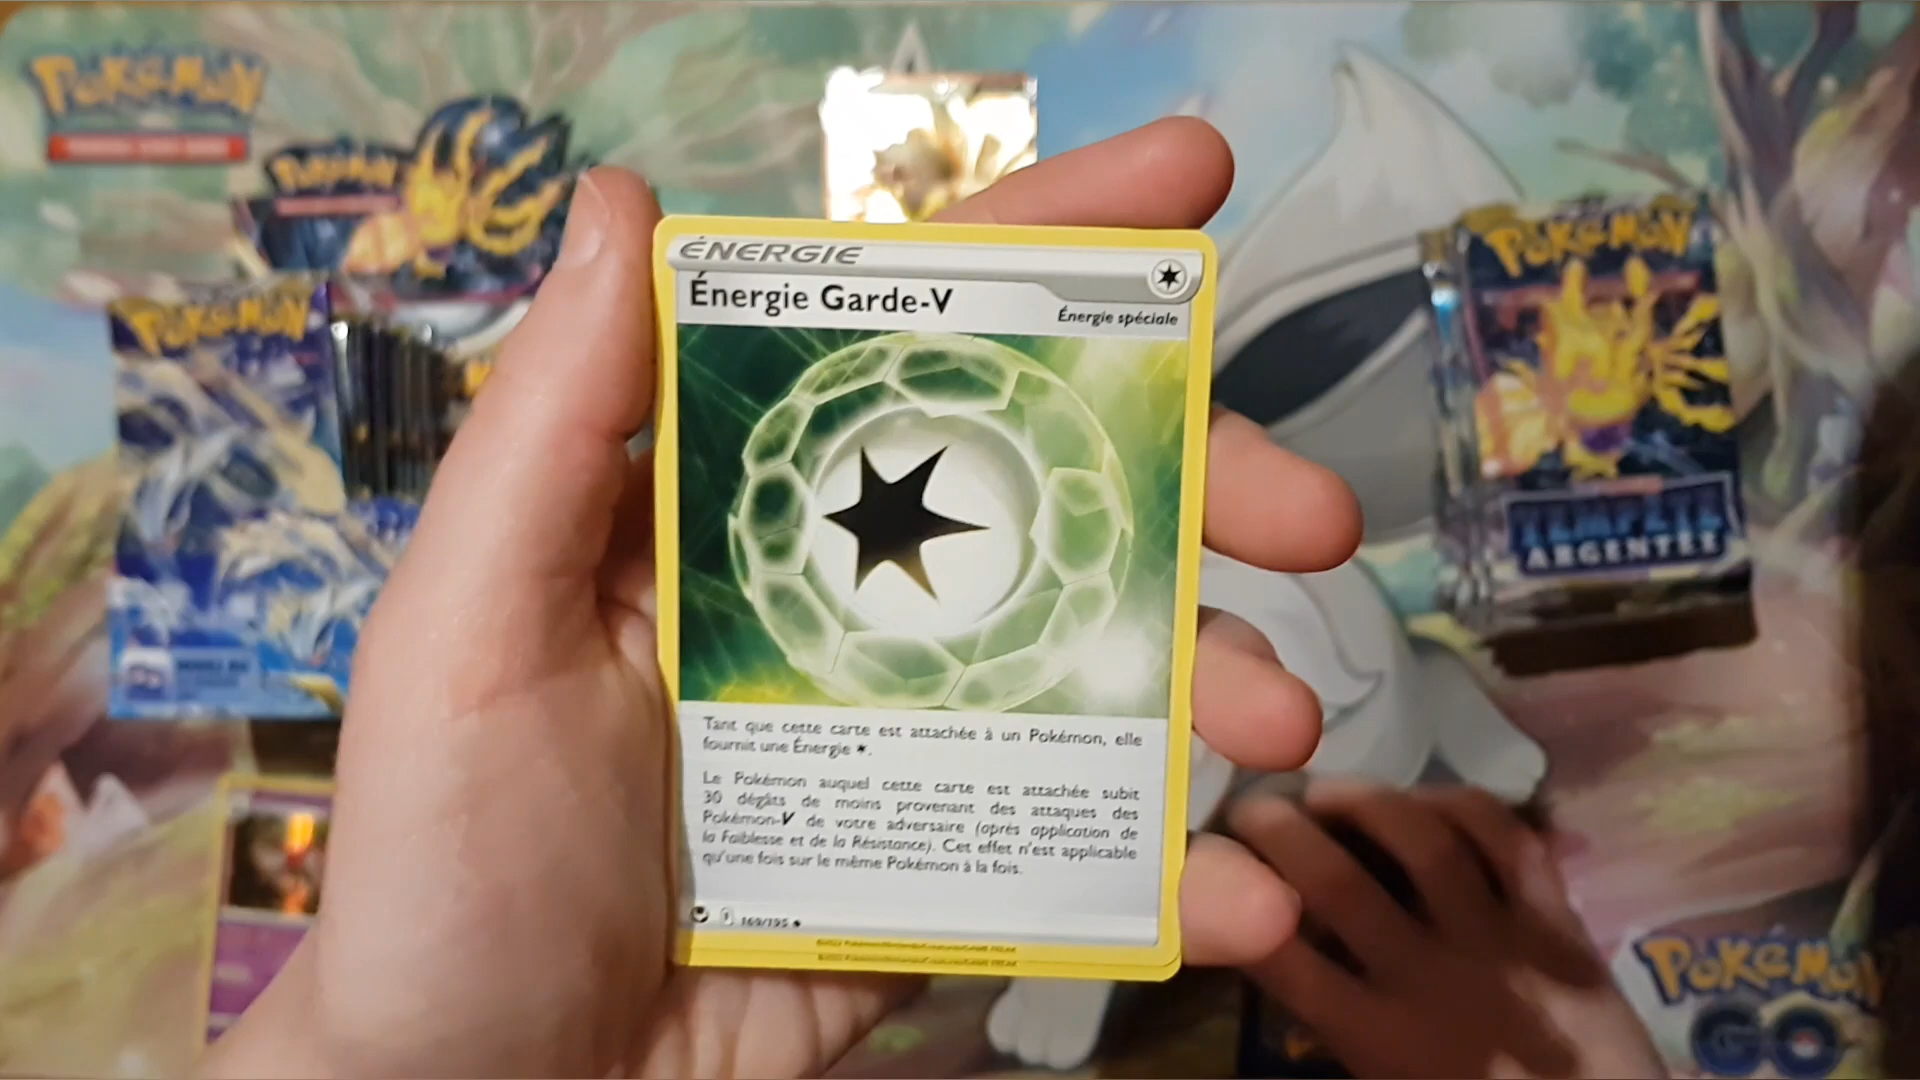 POKÉMON
POKÉMON
POKÉMON
POKÉMON
TEMPÊTE
ARGENTÉE
ÉNERGIE
Énergie Garde-V
Énergie spéciale
Tant que cette carte est attachée à un Pokémon, elle
fournit une Énergie ✶.
Le Pokémon auquel cette carte est attachée subit
30 dégâts de moins provenant des attaques des
Pokémon-V de votre adversaire (après application de
la Faiblesse et de la Résistance). Cet effet n'est applicable
qu'une fois sur le même Pokémon à la fois.
169/195
POKÉMON
GO